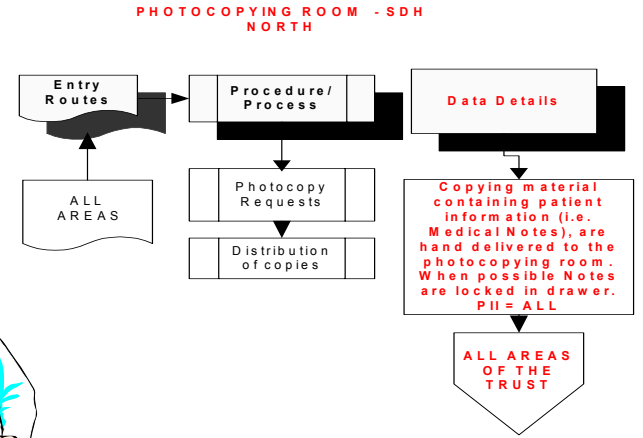 PHOTOCOPYING ROOM - SDH
NORTH
Entry
Routes
Procedure/
Process
Data Details
ALL
AREAS
Photocopy
Requests
Distribution
of copies
Copying material
containing patient
information (i.e.
Medical Notes), are
hand delivered to the
photocopying room.
When possible Notes
are locked in drawer.
PII = ALL
ALL AREAS
OF THE
TRUST